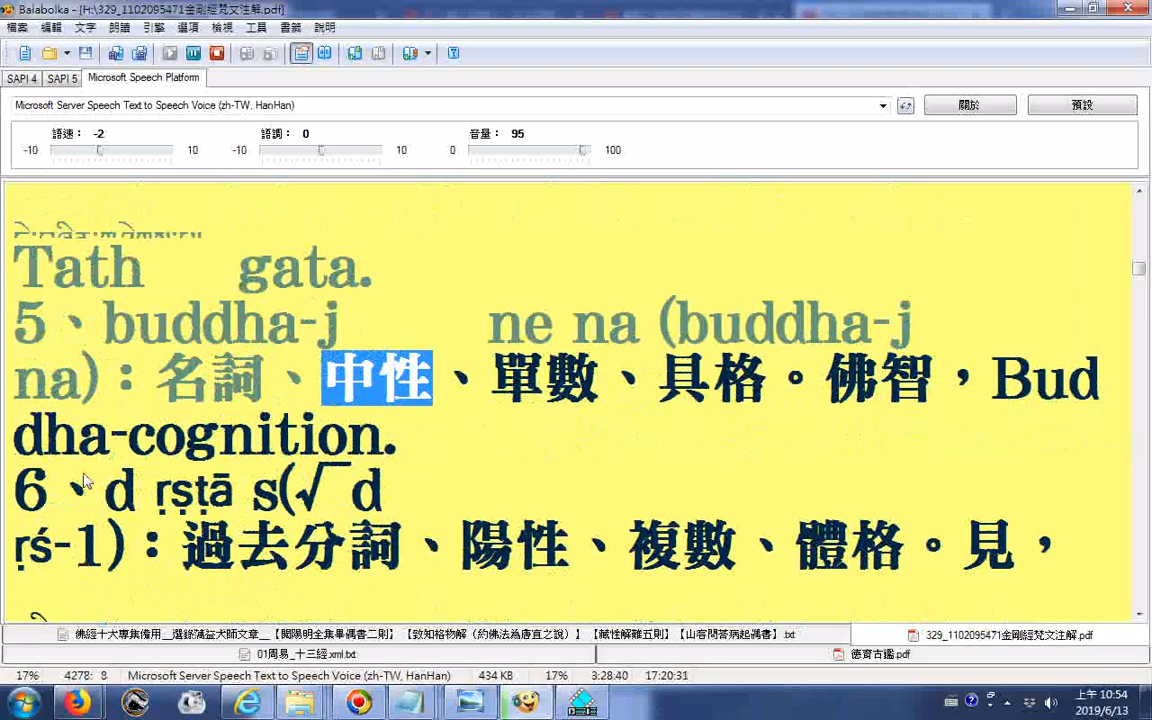 Balabolka - [H:\329_1102095471金剛經梵文注解.pdf]
檔案 編輯 文字 朗讀 引擎 選項 檢視 工具 書籤 說明
SAPI 4 SAPI 5 Microsoft Speech Platform
Microsoft Server Speech Text to Speech Voice (zh-TW, HanHan) 關於 預設
語速： -2 語調： 0 音量： 95
-10 10 -10 10 0 100
Tath gata.
5、buddha-j ne na (buddha-j
na)：名詞、中性、單數、具格。佛智，Bud
dha-cognition.
6、d ṛṣṭā s(√ d
ṛś-1)：過去分詞、陽性、複數、體格。見，
329_1102095471金剛經梵文注解.pdf
01周易_十三經.xml.txt 德育古鑑.pdf
17% 4278: 8 Microsoft Server Speech Text to Speech Voice (zh-TW, HanHan) 434 KB 17% 3:28:40 17:20:31
上午 10:54
2019/6/13